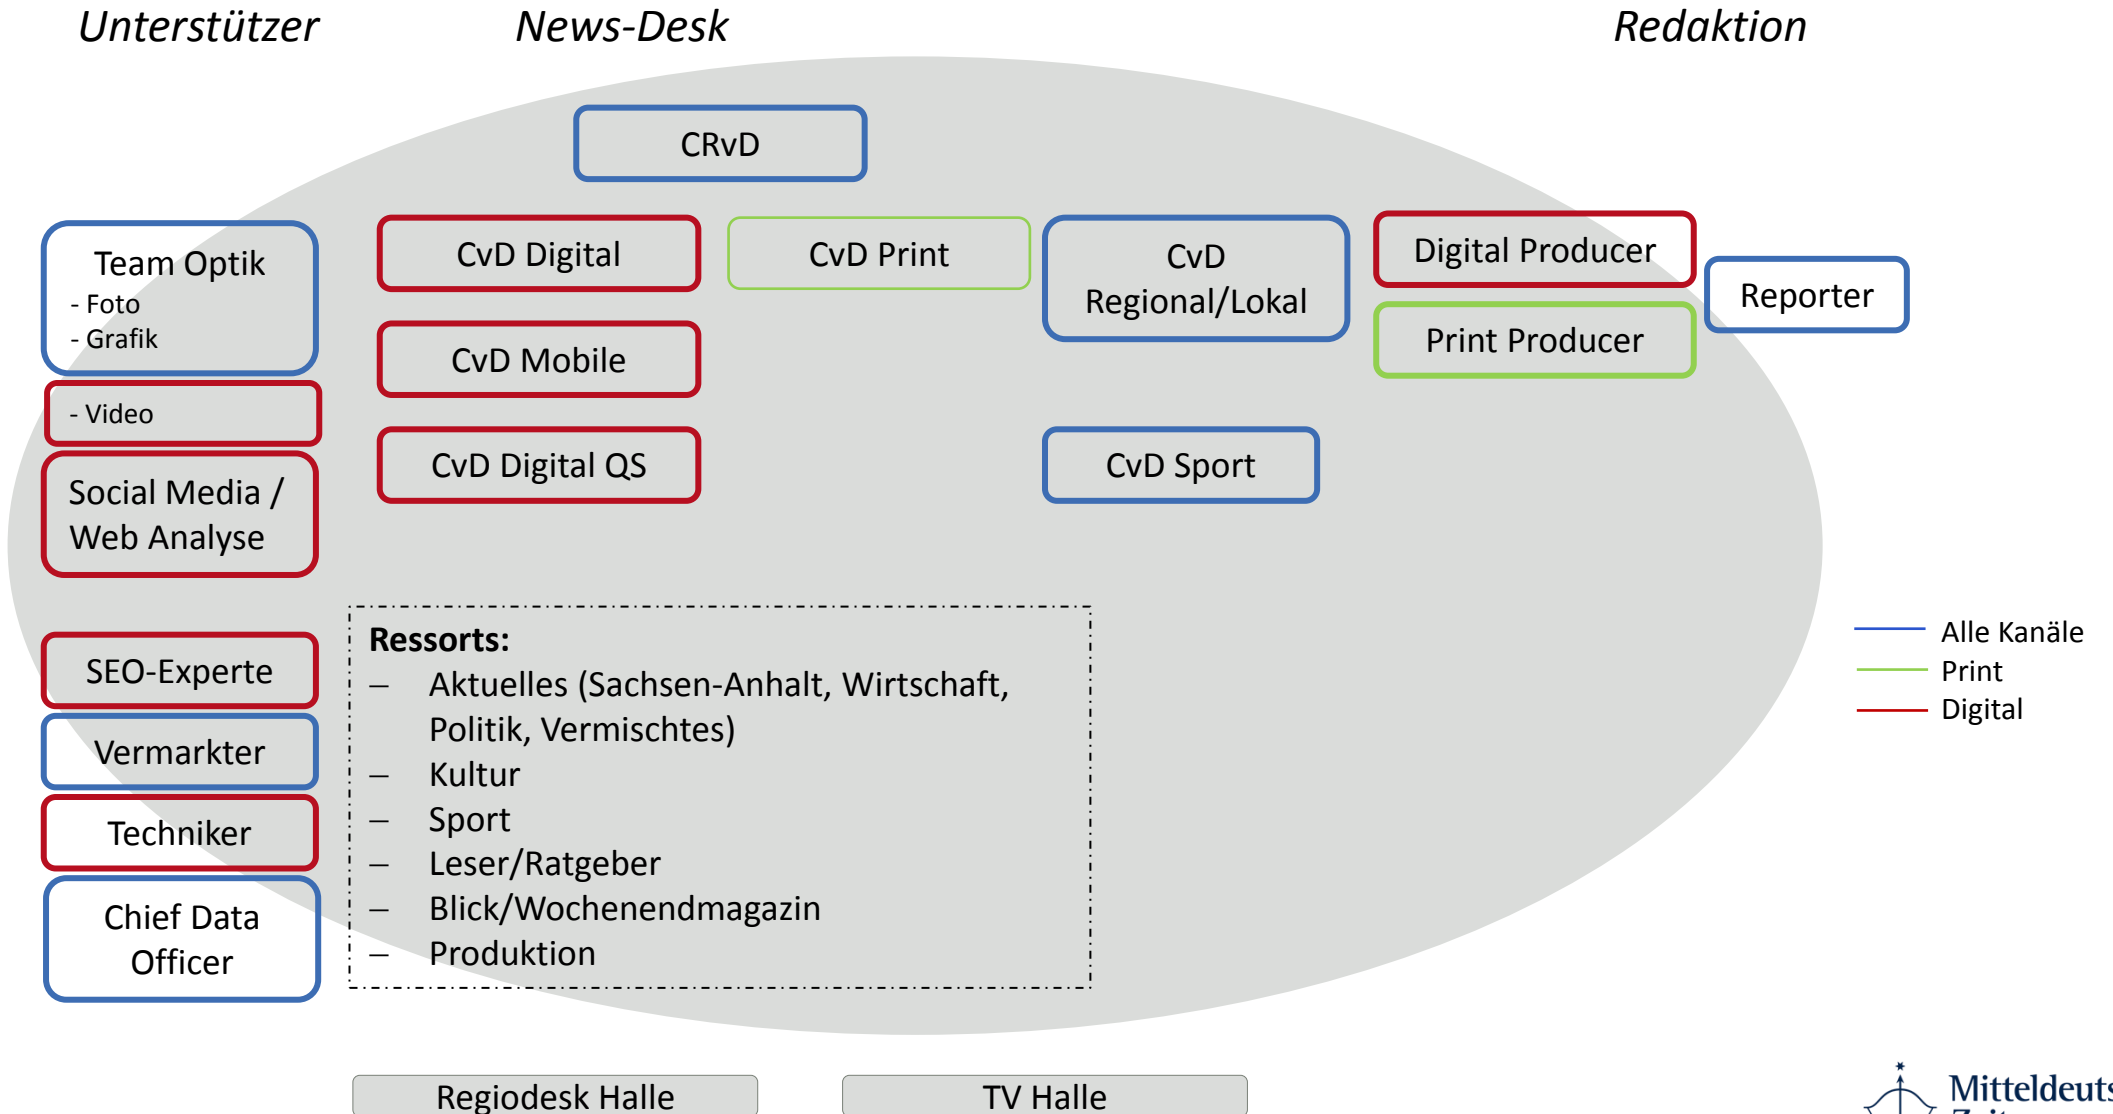 Unterstützer
News-Desk
Redaktion
CRvD
Team Optik
- Foto
- Grafik
- Video
Social Media /
Web Analyse
SEO-Experte
Vermarkter
Techniker
Chief Data
Officer
CvD Digital
CvD Mobile
CvD Digital QS
CvD Print
CvD
Regional/Lokal
CvD Sport
Digital Producer
Print Producer
Reporter
Ressorts:
– Aktuelles (Sachsen-Anhalt, Wirtschaft,
Politik, Vermischtes)
– Kultur
– Sport
– Leser/Ratgeber
– Blick/Wochenendmagazin
– Produktion
Alle Kanäle
Print
Digital
Regiodesk Halle
TV Halle
Mitteldeuts